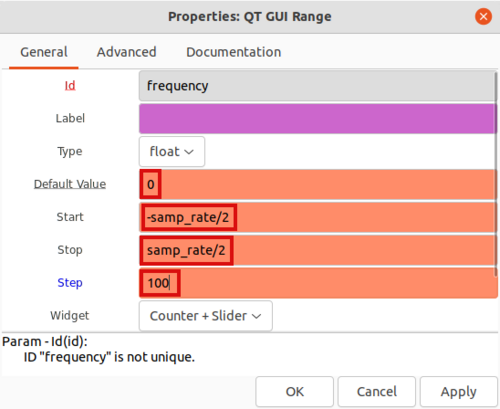 Properties: QT GUI Range
General Advanced Documentation
Id frequency
Label
Type float
Default Value 0
Start -samp_rate/2
Stop samp_rate/2
Step 100
Widget Counter + Slider
Param - Id(id):
ID "frequency" is not unique.
OK Cancel Apply